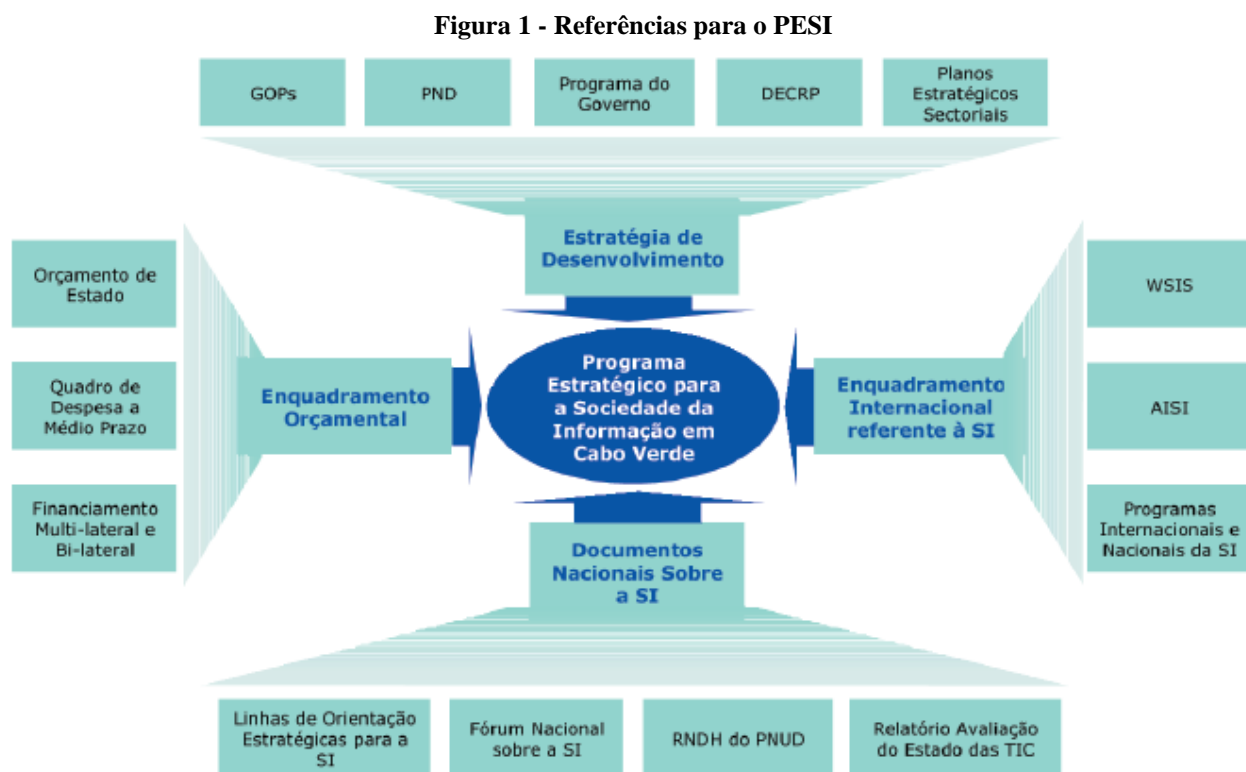 Figura 1 - Referências para o PESI
GOPs
PND
Programa do
Governo
DECRP
Planos
Estratégicos
Sectoriais
Estratégia de
Desenvolvimento
Orçamento de
Estado
Quadro de
Despesa a
Médio Prazo
Financiamento
Multi-lateral e
Bi-lateral
Enquadramento
Orçamental
Programa
Estratégico para
a Sociedade da
Informação em
Cabo Verde
Enquadramento
Internacional
referente à SI
WSIS
AISI
Programas
Internacionais e
Nacionais da SI
Documentos
Nacionais Sobre
a SI
Linhas de Orientação
Estratégicas para a
SI
Fórum Nacional
sobre a SI
RNDH do PNUD
Relatório Avaliação
do Estado das TIC